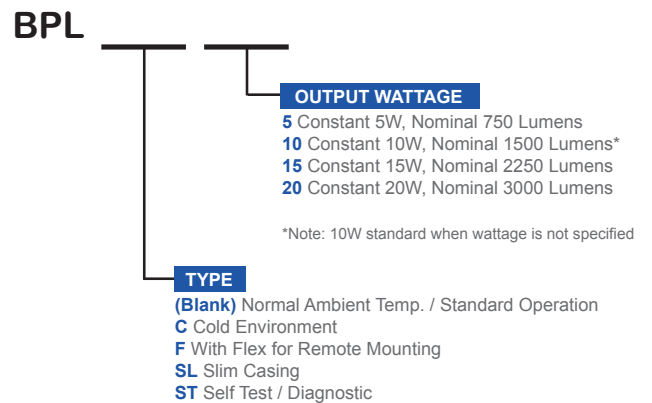 BPL
OUTPUT WATTAGE
5 Constant 5W, Nominal 750 Lumens
10 Constant 10W, Nominal 1500 Lumens*
15 Constant 15W, Nominal 2250 Lumens
20 Constant 20W, Nominal 3000 Lumens
*Note: 10W standard when wattage is not specified
TYPE
(Blank) Normal Ambient Temp. / Standard Operation
C Cold Environment
F With Flex for Remote Mounting
SL Slim Casing
ST Self Test / Diagnostic